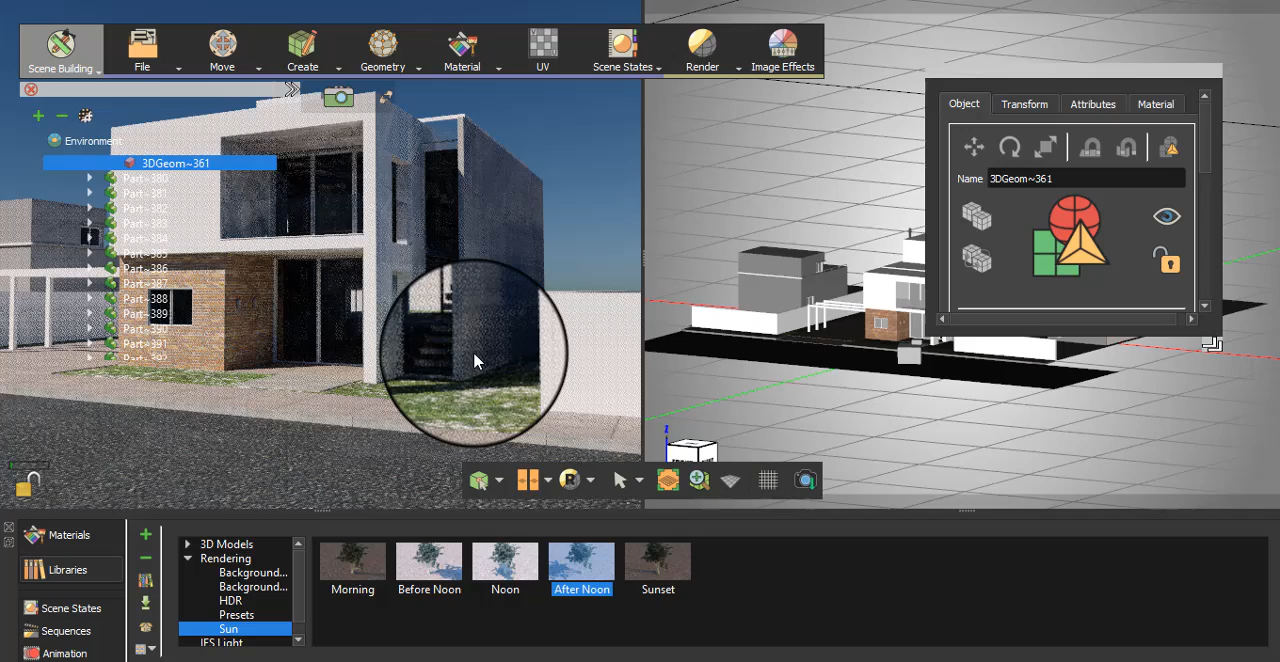 Scene Building
File
Move
Create
Geometry
Material
UV
Scene States
Render
Image Effects
Environment
3DGeom~361
Part~380
Part~381
Part~382
Part~383
Part~384
Part~385
Part~386
Part~387
Part~388
Part~389
Part~390
Part~391
Part~392
Object
Transform
Attributes
Material
Name 3DGeom~361
z
Materials
Libraries
Scene States
Sequences
Animation
3D Models
Rendering
Background...
Background...
HDR
Presets
Sun
IES Light
Morning
Before Noon
Noon
After Noon
Sunset